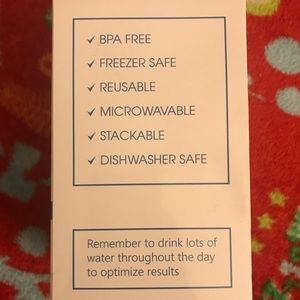 ✓ BPA FREE
✓ FREEZER SAFE
✓ REUSABLE
✓ MICROWAVABLE
✓ STACKABLE
✓ DISHWASHER SAFE
Remember to drink lots of
water throughout the day
to optimize results